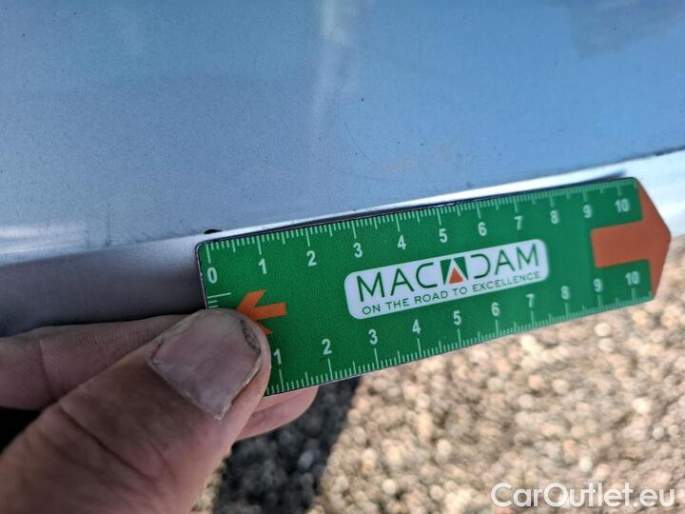 0 1 2 3 4 5 6 7 8 9 10
MACADAM
ON THE ROAD TO EXCELLENCE
1 2 3 4 5 6 7 8 9 10
CarOutlet.eu